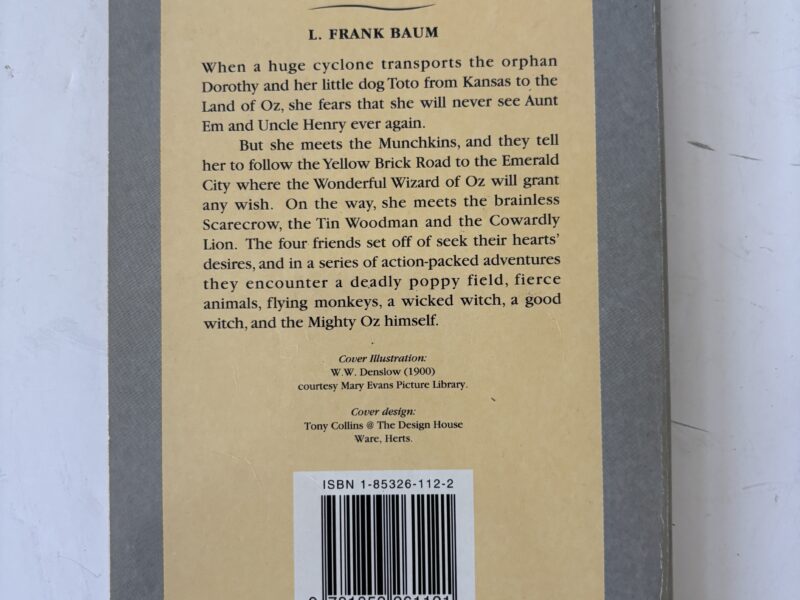 L. FRANK BAUM
When a huge cyclone transports the orphan
Dorothy and her little dog Toto from Kansas to the
Land of Oz, she fears that she will never see Aunt
Em and Uncle Henry ever again.
But she meets the Munchkins, and they tell
her to follow the Yellow Brick Road to the Emerald
City where the Wonderful Wizard of Oz will grant
any wish. On the way, she meets the brainless
Scarecrow, the Tin Woodman and the Cowardly
Lion. The four friends set off of seek their hearts'
desires, and in a series of action-packed adventures
they encounter a deadly poppy field, fierce
animals, flying monkeys, a wicked witch, a good
witch, and the Mighty Oz himself.
Cover Illustration:
W.W. Denslow (1900)
courtesy Mary Evans Picture Library.
Cover design:
Tony Collins @ The Design House
Ware, Herts.
ISBN 1-85326-112-2